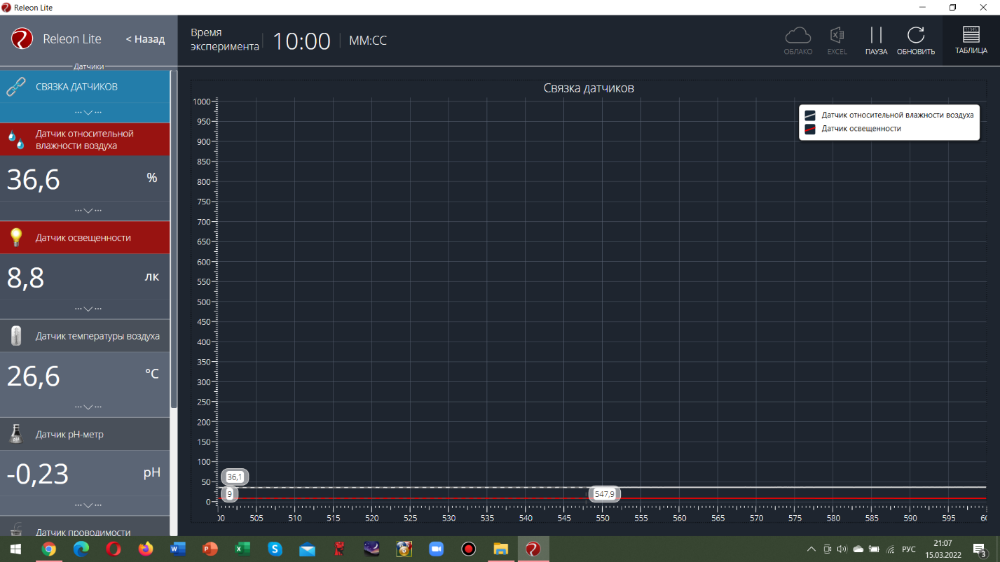 Releon Lite
Releon Lite
< Назад
Время
эксперимента
10:00
ММ:СС
ОБЛАКО
EXCEL
ПАУЗА
ОБНОВИТЬ
ТАБЛИЦА
Датчики
СВЯЗКА ДАТЧИКОВ
Датчик относительной
влажности воздуха
36,6 %
Датчик освещенности
8,8 лк
Датчик температуры воздуха
26,6 °C
Датчик pH-метр
-0,23 pH
Датчик проводимости
Связка датчиков
Датчик относительной влажности воздуха
Датчик освещенности
1000
950
900
850
800
750
700
650
600
550
500
450
400
350
300
250
200
150
100
50
0
36,1
9
547,9
00 505 510 515 520 525 530 535 540 545 550 555 560 565 570 575 580 585 590 595 60
РУС
21:07
15.03.2022
3